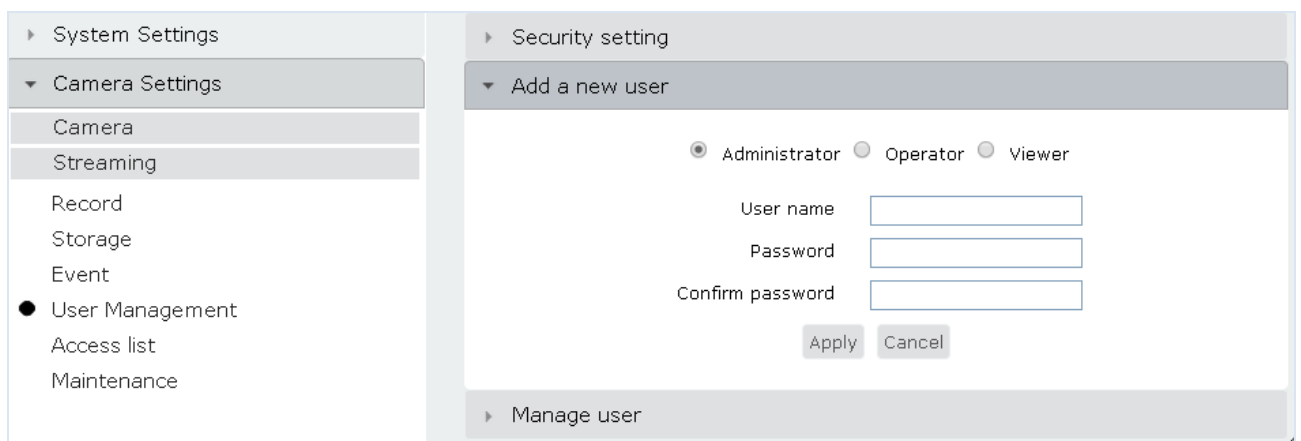 System Settings
Camera Settings
Camera
Streaming
Record
Storage
Event
User Management
Access list
Maintenance
Security setting
Add a new user
Administrator Operator Viewer
User name
Password
Confirm password
Apply Cancel
Manage user